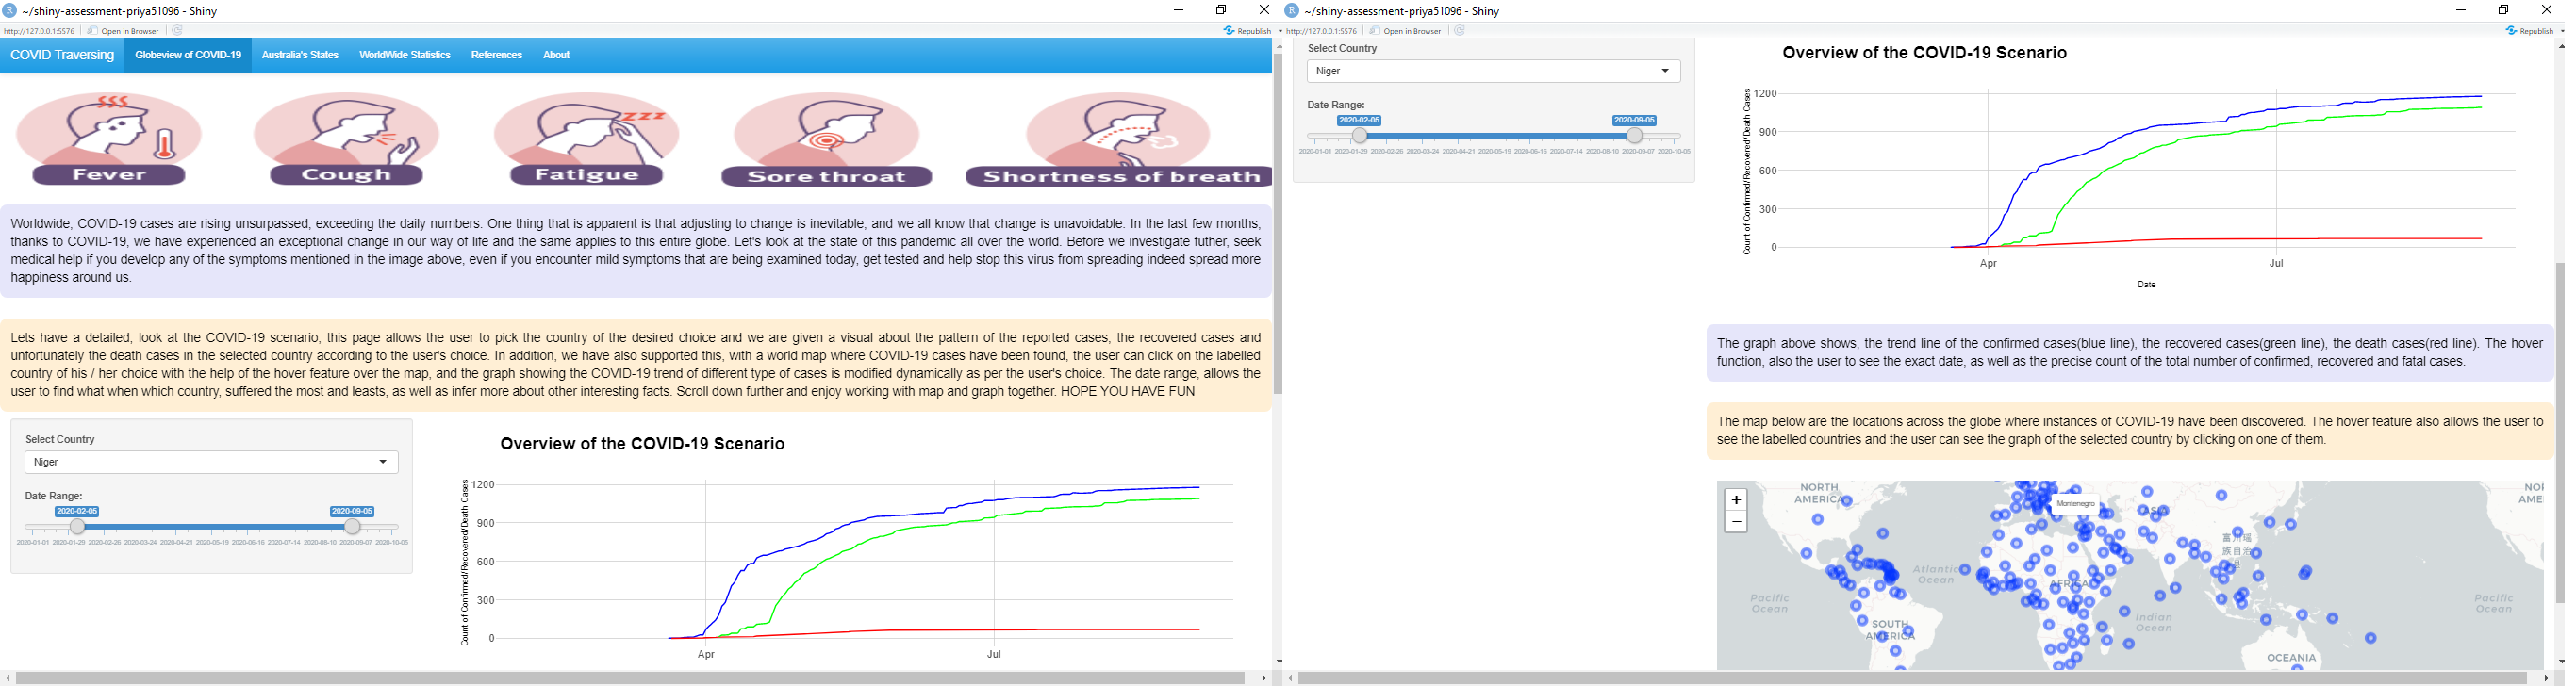 ~/shiny-assessment-priya51096 - Shiny
http://127.0.0.1:5576 Open in Browser Republish
COVID Traversing Globeview of COVID-19 Australia's States WorldWide Statistics References About
Fever Cough Fatigue Sore throat Shortness of breath
Worldwide, COVID-19 cases are rising unsurpassed, exceeding the daily numbers. One thing that is apparent is that adjusting to change is inevitable, and we all know that change is unavoidable. In the last few months,
thanks to COVID-19, we have experienced an exceptional change in our way of life and the same applies to this entire globe. Let's look at the state of this pandemic all over the world. Before we investigate futher, seek
medical help if you develop any of the symptoms mentioned in the image above, even if you encounter mild symptoms that are being examined today, get tested and help stop this virus from spreading indeed spread more
happiness around us.
Lets have a detailed, look at the COVID-19 scenario, this page allows the user to pick the country of the desired choice and we are given a visual about the pattern of the reported cases, the recovered cases and
unfortunately the death cases in the selected country according to the user's choice. In addition, we have also supported this, with a world map where COVID-19 cases have been found, the user can click on the labelled
country of his / her choice with the help of the hover feature over the map, and the graph showing the COVID-19 trend of different type of cases is modified dynamically as per the user's choice. The date range, allows the
user to find what when which country, suffered the most and leasts, as well as infer more about other interesting facts. Scroll down further and enjoy working with map and graph together. HOPE YOU HAVE FUN
Select Country
Niger
Date Range:
2020-02-05 2020-09-05
2020-01-01 2020-01-29 2020-02-26 2020-03-24 2020-04-21 2020-05-19 2020-06-16 2020-07-14 2020-08-10 2020-09-07 2020-10-05
Overview of the COVID-19 Scenario
Count of Confirmed/Recovered/Death Cases
1200
900
600
300
0
Apr Jul
~/shiny-assessment-priya51096 - Shiny
http://127.0.0.1:5576 Open in Browser Republish
Select Country
Niger
Date Range:
2020-02-05 2020-09-05
2020-01-01 2020-01-29 2020-02-26 2020-03-24 2020-04-21 2020-05-19 2020-06-16 2020-07-14 2020-08-10 2020-09-07 2020-10-05
Overview of the COVID-19 Scenario
Count of Confirmed/Recovered/Death Cases
1200
900
600
300
0
Apr Jul
Date
The graph above shows, the trend line of the confirmed cases(blue line), the recovered cases(green line), the death cases(red line). The hover
function, also the user to see the exact date, as well as the precise count of the total number of confirmed, recovered and fatal cases.
The map below are the locations across the globe where instances of COVID-19 have been discovered. The hover feature also allows the user to
see the labelled countries and the user can see the graph of the selected country by clicking on one of them.
+
−
NORTH
AMERICA
Montenegro
ASIA
Atlantic
Ocean
AFRICA
Pacific
Ocean
SOUTH
AMERICA
Indian
Ocean
OCEANIA
Pacific
Ocean
NOR
AME